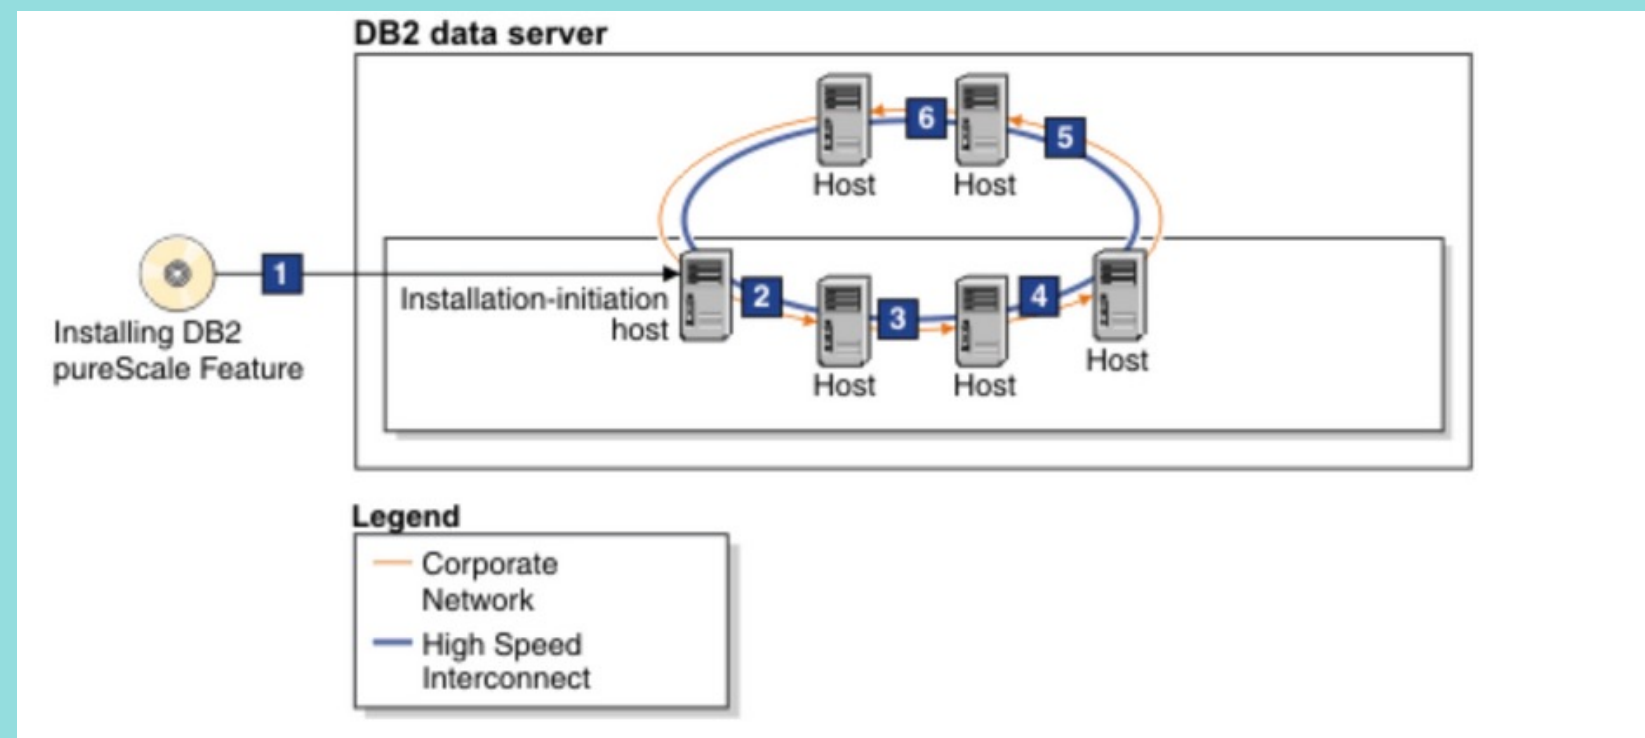 DB2 data server
6
5
Host
Host
1
Installing DB2
pureScale Feature
Installation-initiation
host
2
3
4
Host
Host
Host
Legend
Corporate
Network
High Speed
Interconnect